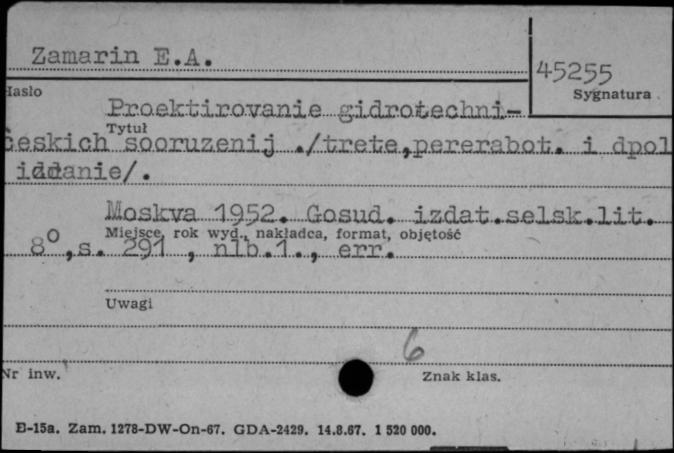 Zamarin E.A.
45255
Hasło
Sygnatura
Proektirovanie gidrotechni-
Tytuł
českich sooruzenij ./trete,pererabot. i dpol
iddanie/.
Moskva 1952. Gosud. izdat.selsk.lit.
Miejsce, rok wyd., nakładca, format, objętość
8°,s. 291 , nlb.1., err.
Uwagi
6
Nr inw.
Znak klas.
E-15a. Zam. 1278-DW-On-67. GDA-2429. 14.8.67. 1 520 000.